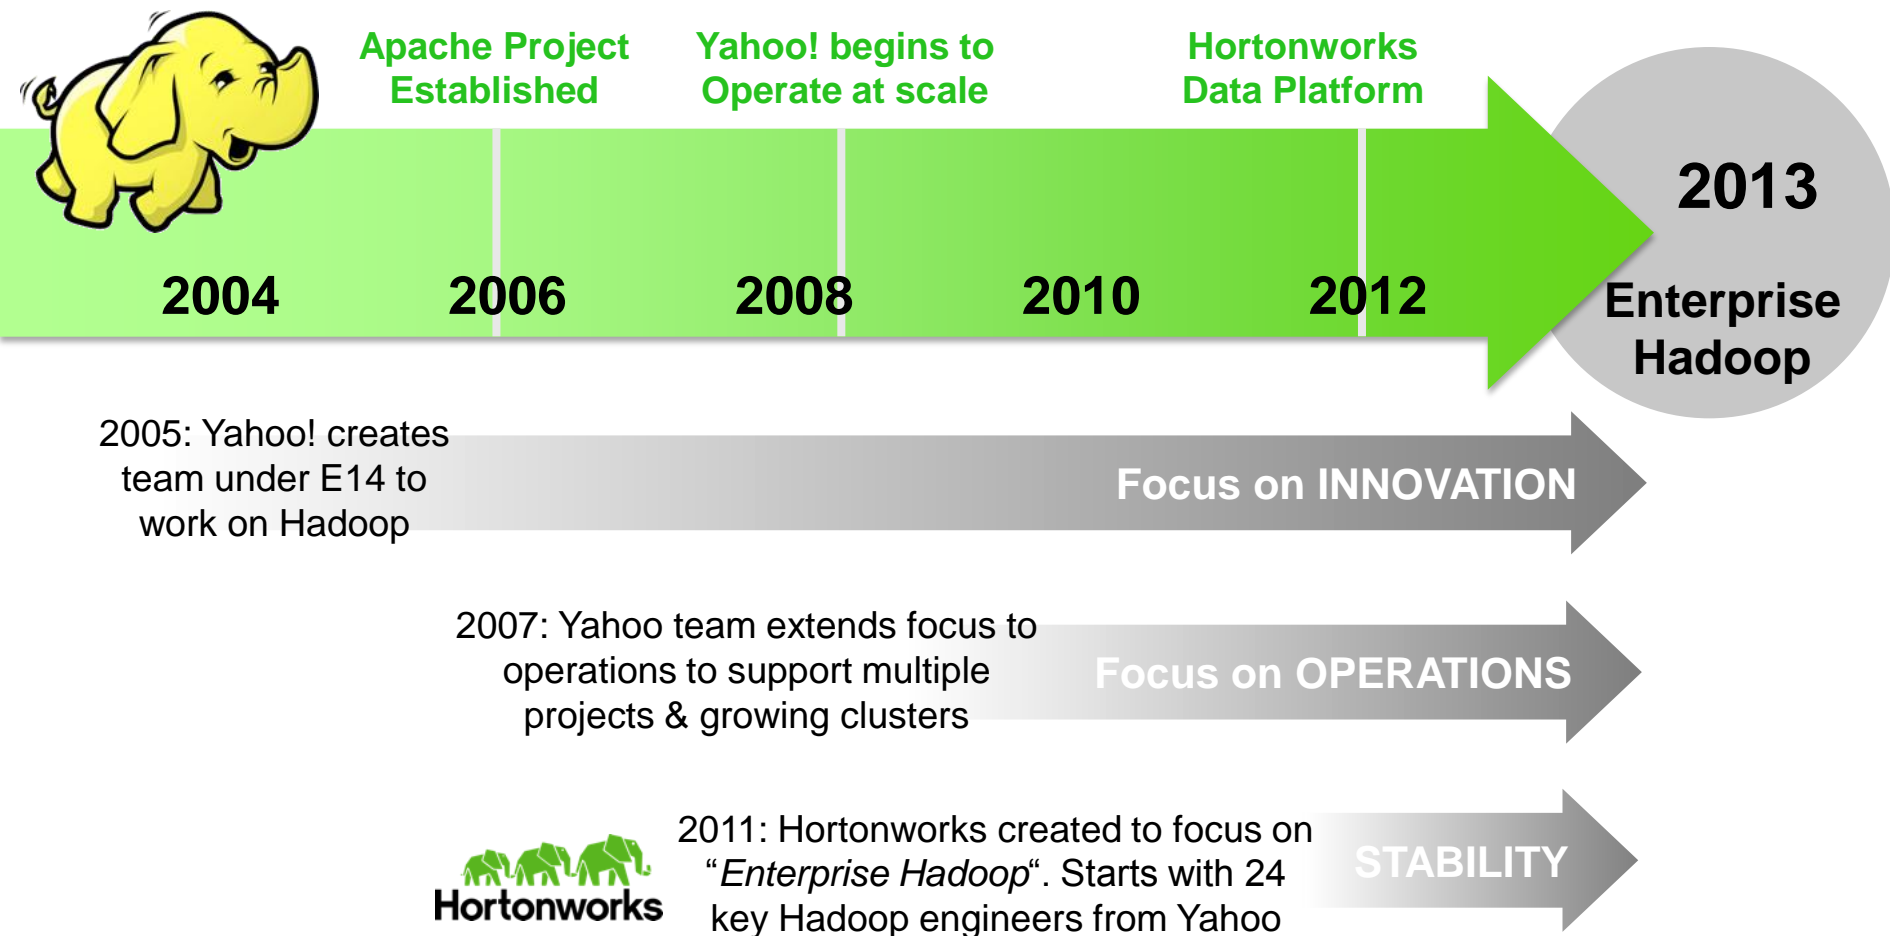 Apache Project
Established
Yahoo! begins to
Operate at scale
Hortonworks
Data Platform
2004
2006
2008
2010
2012
2013
Enterprise
Hadoop
2005: Yahoo! creates
team under E14 to
work on Hadoop
Focus on INNOVATION
2007: Yahoo team extends focus to
operations to support multiple
projects & growing clusters
Focus on OPERATIONS
Hortonworks
2011: Hortonworks created to focus on
“Enterprise Hadoop“. Starts with 24
key Hadoop engineers from Yahoo
STABILITY